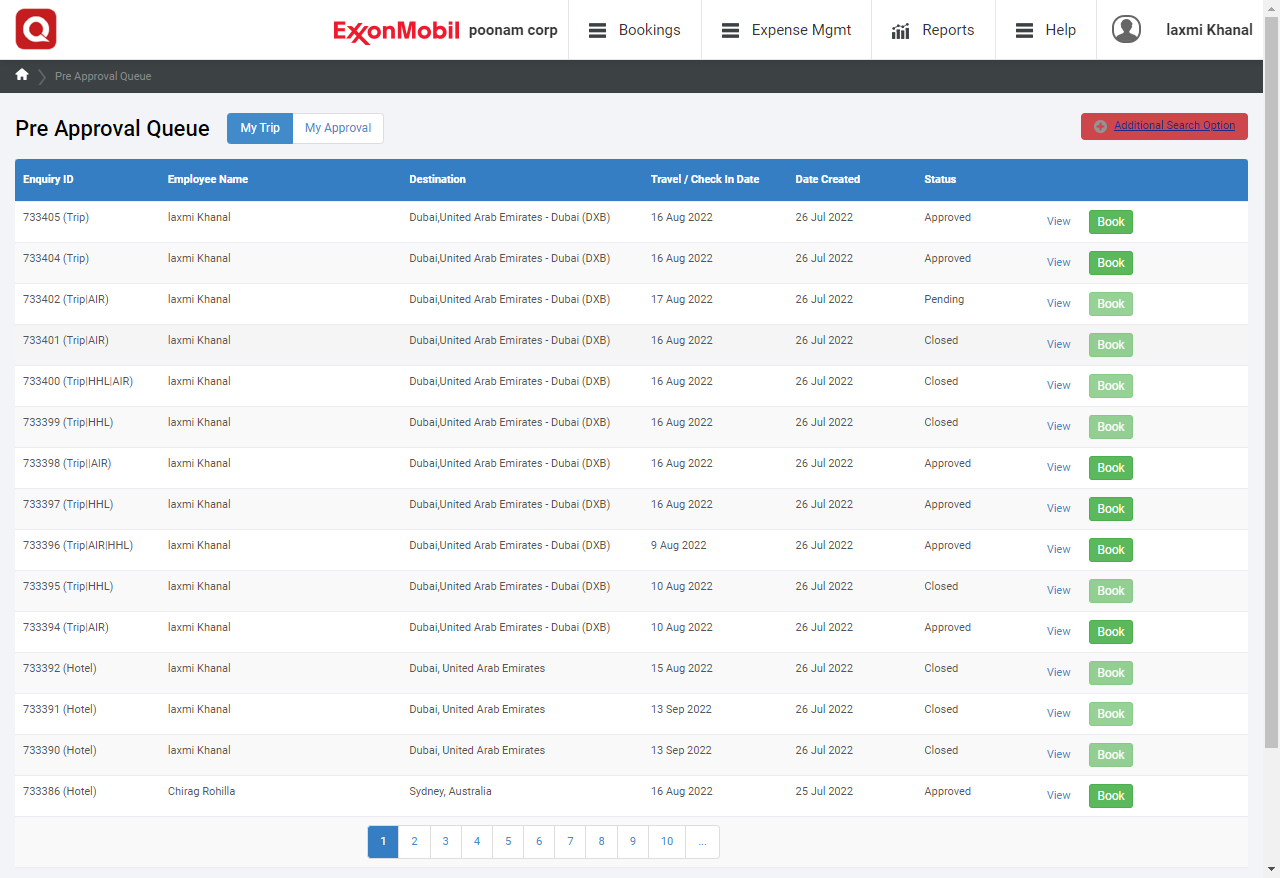 Q ExxonMobil poonam corp Bookings Expense Mgmt Reports Help laxmi Khanal
Pre Approval Queue
Pre Approval Queue My Trip My Approval Additional Search Option
Enquiry ID Employee Name Destination Travel / Check In Date Date Created Status
733405 (Trip) laxmi Khanal Dubai,United Arab Emirates - Dubai (DXB) 16 Aug 2022 26 Jul 2022 Approved View Book
733404 (Trip) laxmi Khanal Dubai,United Arab Emirates - Dubai (DXB) 16 Aug 2022 26 Jul 2022 Approved View Book
733402 (Trip|AIR) laxmi Khanal Dubai,United Arab Emirates - Dubai (DXB) 17 Aug 2022 26 Jul 2022 Pending View Book
733401 (Trip|AIR) laxmi Khanal Dubai,United Arab Emirates - Dubai (DXB) 16 Aug 2022 26 Jul 2022 Closed View Book
733400 (Trip|HHL|AIR) laxmi Khanal Dubai,United Arab Emirates - Dubai (DXB) 16 Aug 2022 26 Jul 2022 Closed View Book
733399 (Trip|HHL) laxmi Khanal Dubai,United Arab Emirates - Dubai (DXB) 16 Aug 2022 26 Jul 2022 Closed View Book
733398 (Trip||AIR) laxmi Khanal Dubai,United Arab Emirates - Dubai (DXB) 16 Aug 2022 26 Jul 2022 Approved View Book
733397 (Trip|HHL) laxmi Khanal Dubai,United Arab Emirates - Dubai (DXB) 16 Aug 2022 26 Jul 2022 Approved View Book
733396 (Trip|AIR|HHL) laxmi Khanal Dubai,United Arab Emirates - Dubai (DXB) 9 Aug 2022 26 Jul 2022 Approved View Book
733395 (Trip|HHL) laxmi Khanal Dubai,United Arab Emirates - Dubai (DXB) 10 Aug 2022 26 Jul 2022 Closed View Book
733394 (Trip|AIR) laxmi Khanal Dubai,United Arab Emirates - Dubai (DXB) 10 Aug 2022 26 Jul 2022 Approved View Book
733392 (Hotel) laxmi Khanal Dubai, United Arab Emirates 15 Aug 2022 26 Jul 2022 Closed View Book
733391 (Hotel) laxmi Khanal Dubai, United Arab Emirates 13 Sep 2022 26 Jul 2022 Closed View Book
733390 (Hotel) laxmi Khanal Dubai, United Arab Emirates 13 Sep 2022 26 Jul 2022 Closed View Book
733386 (Hotel) Chirag Rohilla Sydney, Australia 16 Aug 2022 25 Jul 2022 Approved View Book
1 2 3 4 5 6 7 8 9 10 ...